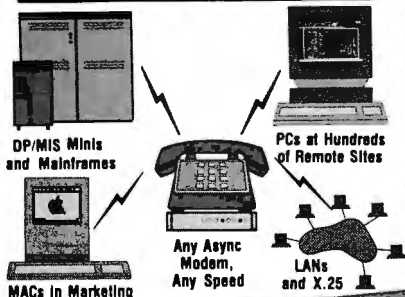 DP/MIS Minis
and Mainframes
PCs at Hundreds
of Remote Sites
Any Async
Modem,
Any Speed
MACs in Marketing
LANs
and X.25